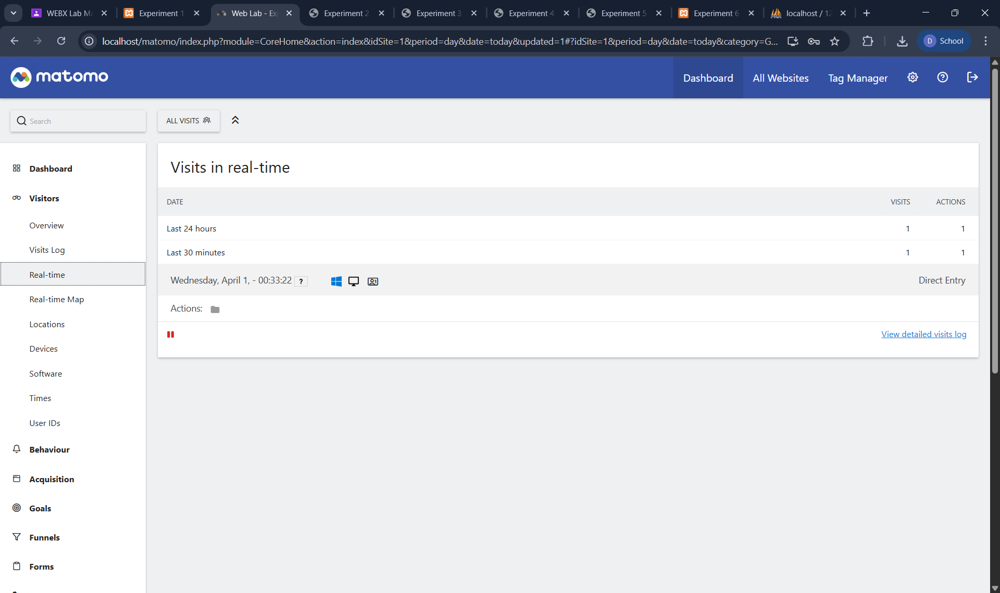 WEBX Lab Ma
Experiment 1
Web Lab - Ex
Experiment 2
Experiment 3
Experiment 4
Experiment 5
Experiment 6
localhost / 12
localhost/matomo/index.php?module=CoreHome&action=index&idSite=1&period=day&date=today&updated=1#?idSite=1&period=day&date=today&category=G...
D School
matomo
Dashboard
All Websites
Tag Manager
Search
ALL VISITS
Dashboard
Visitors
Overview
Visits Log
Real-time
Real-time Map
Locations
Devices
Software
Times
User IDs
Behaviour
Acquisition
Goals
Funnels
Forms
Visits in real-time
DATE VISITS ACTIONS
Last 24 hours 1 1
Last 30 minutes 1 1
Wednesday, April 1, - 00:33:22 ? Direct Entry
Actions:
View detailed visits log